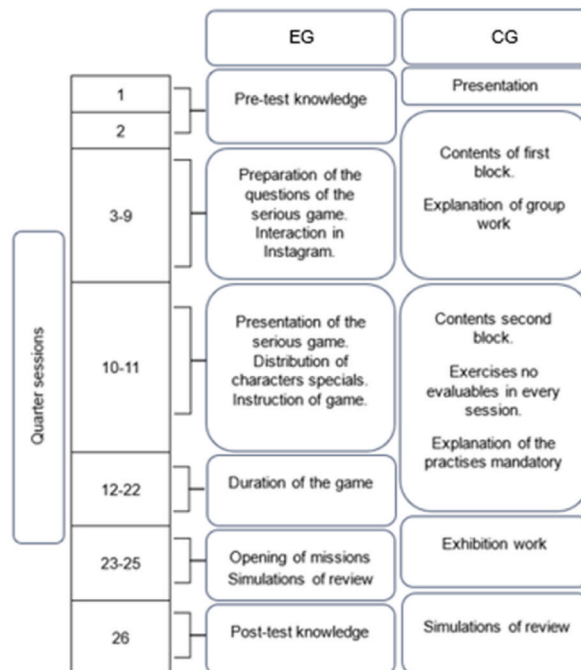 EG
CG
Quarter sessions
1
2
3-9
10-11
12-22
23-25
26
Pre-test knowledge
Preparation of the
questions of the
serious game.
Interaction in
Instagram.
Presentation of the
serious game.
Distribution of
characters specials.
Instruction of game.
Duration of the game
Opening of missions
Simulations of review
Post-test knowledge
Presentation
Contents of first
block.
Explanation of group
work
Contents second
block.
Exercises no
evaluables in every
session.
Explanation of the
practises mandatory
Exhibition work
Simulations of review